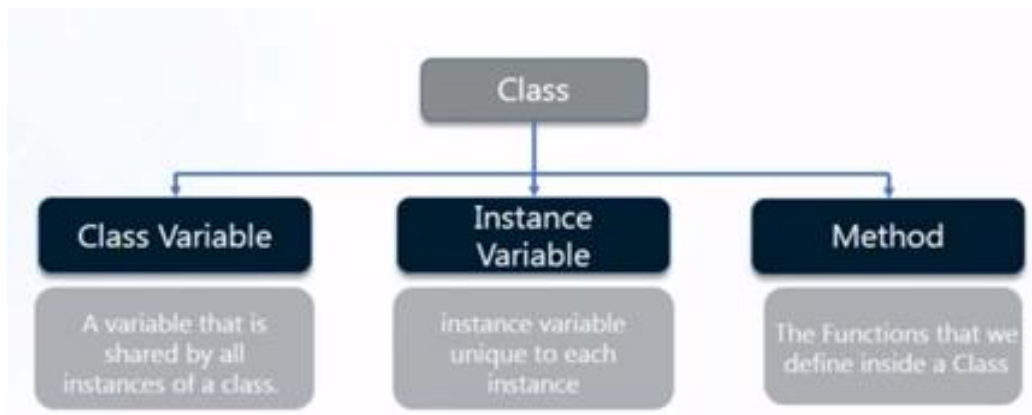 Class
Class Variable
Instance
Variable
Method
A variable that is
shared by all
instances of a class.
instance variable
unique to each
instance
The Functions that we
define inside a Class